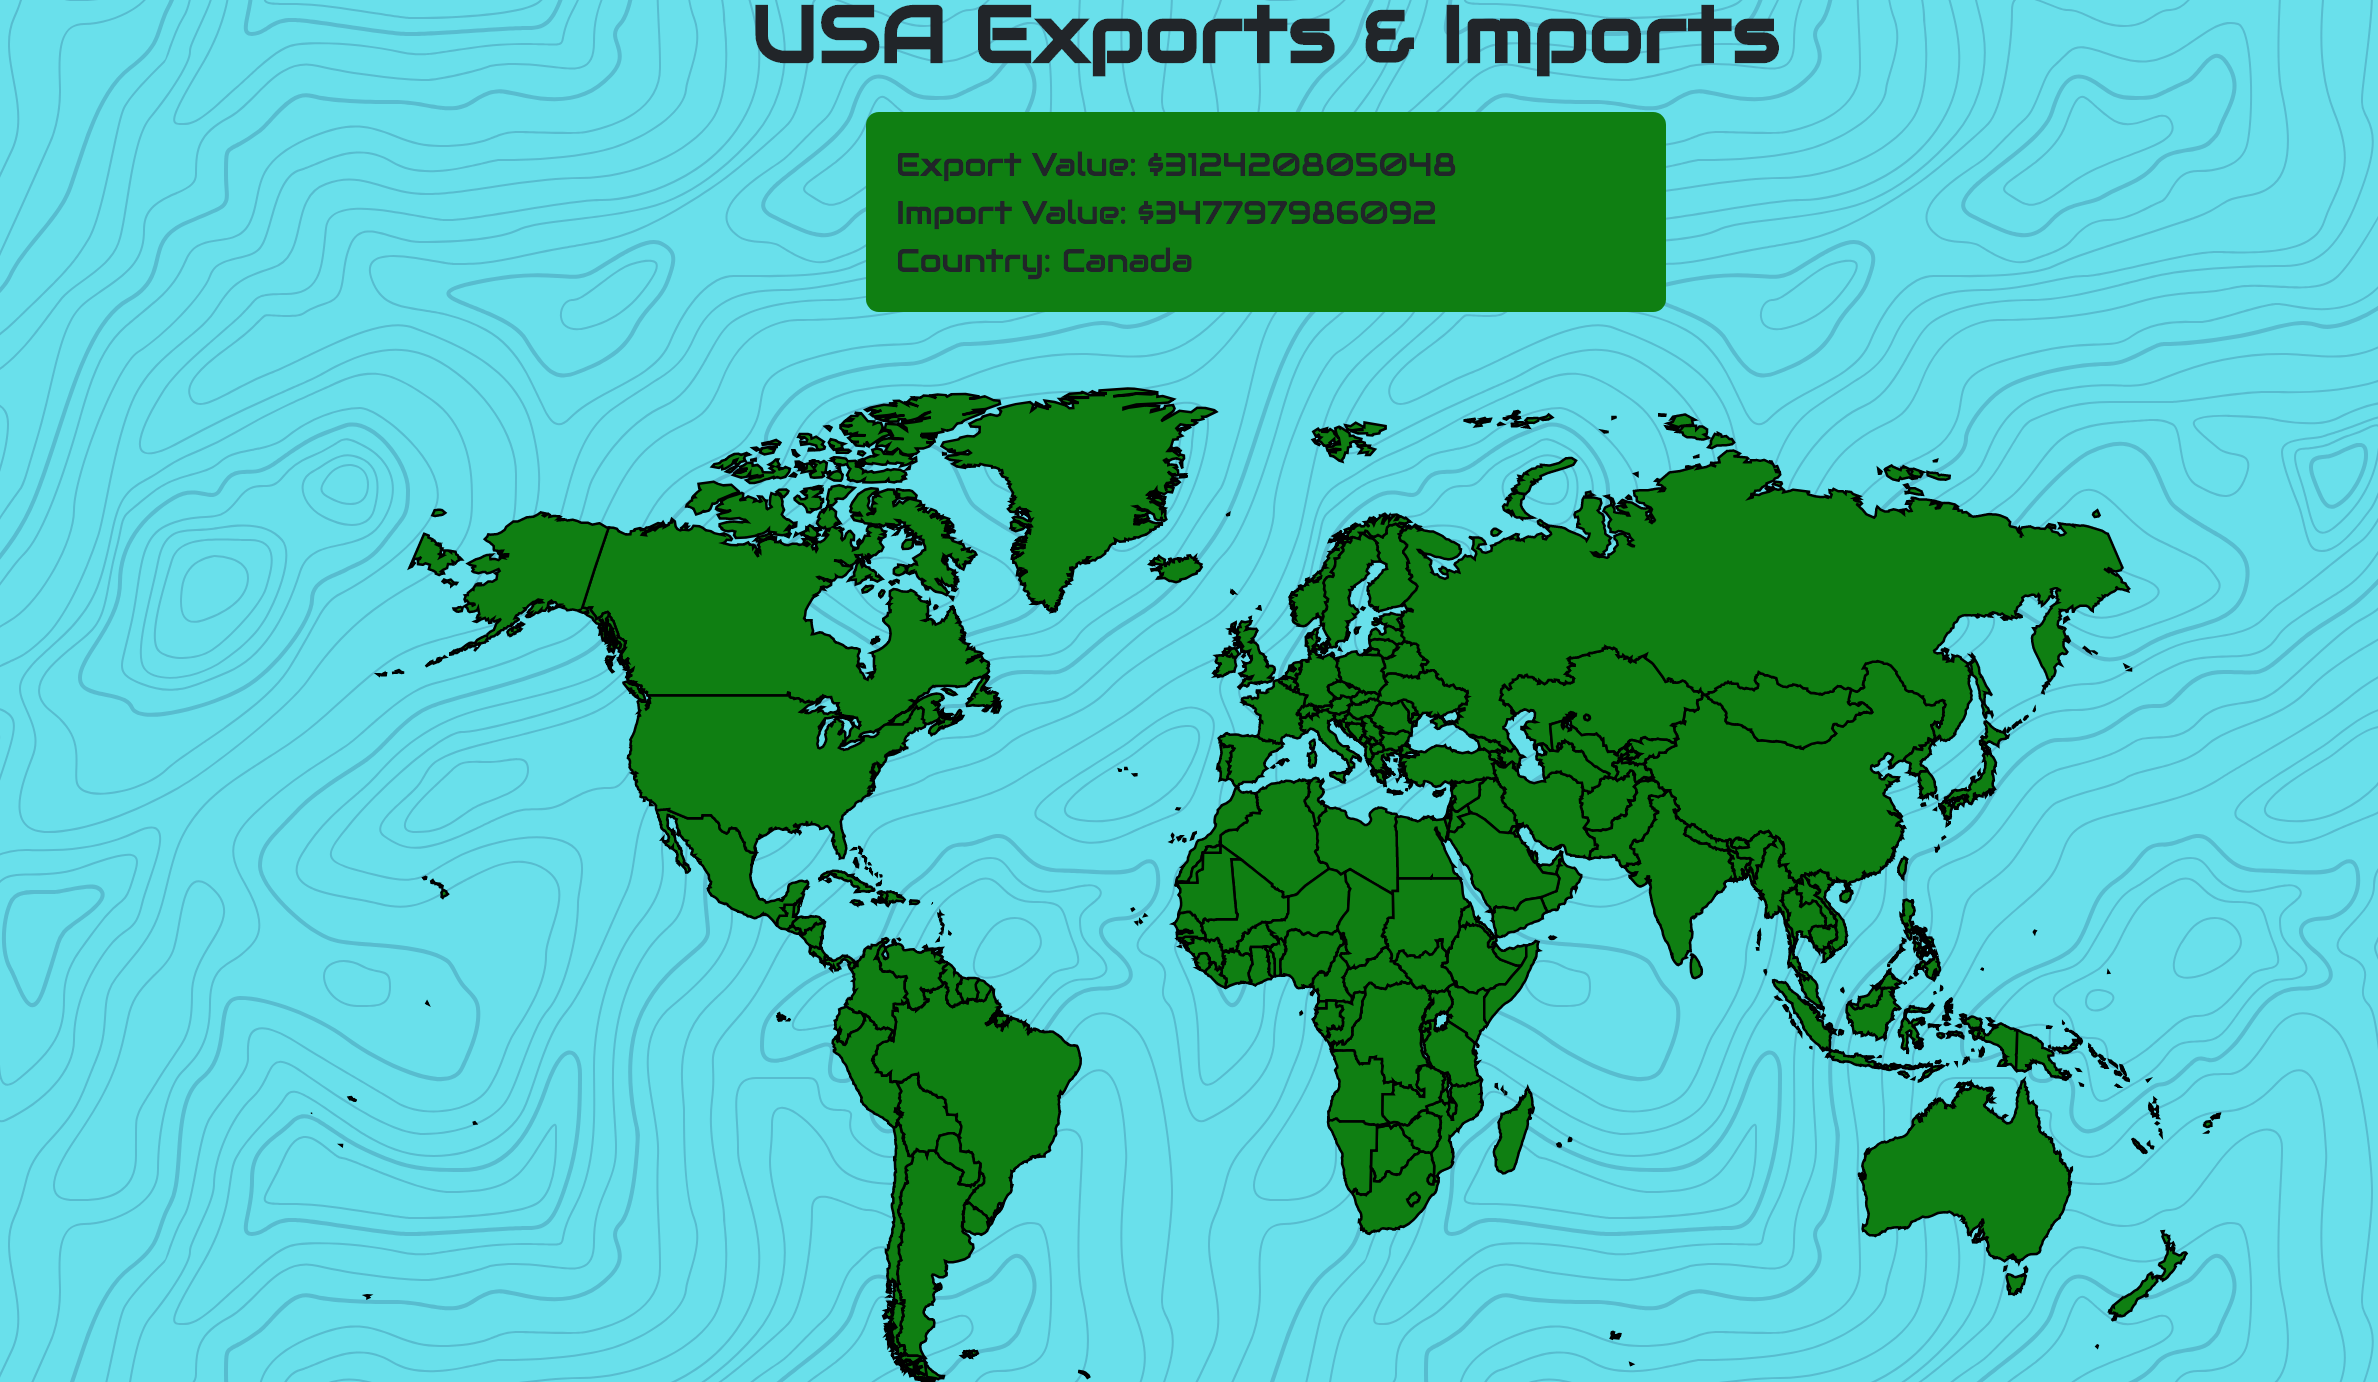 USA Exports & Imports
Export Value: $312420805048
Import Value: $347797986092
Country: Canada